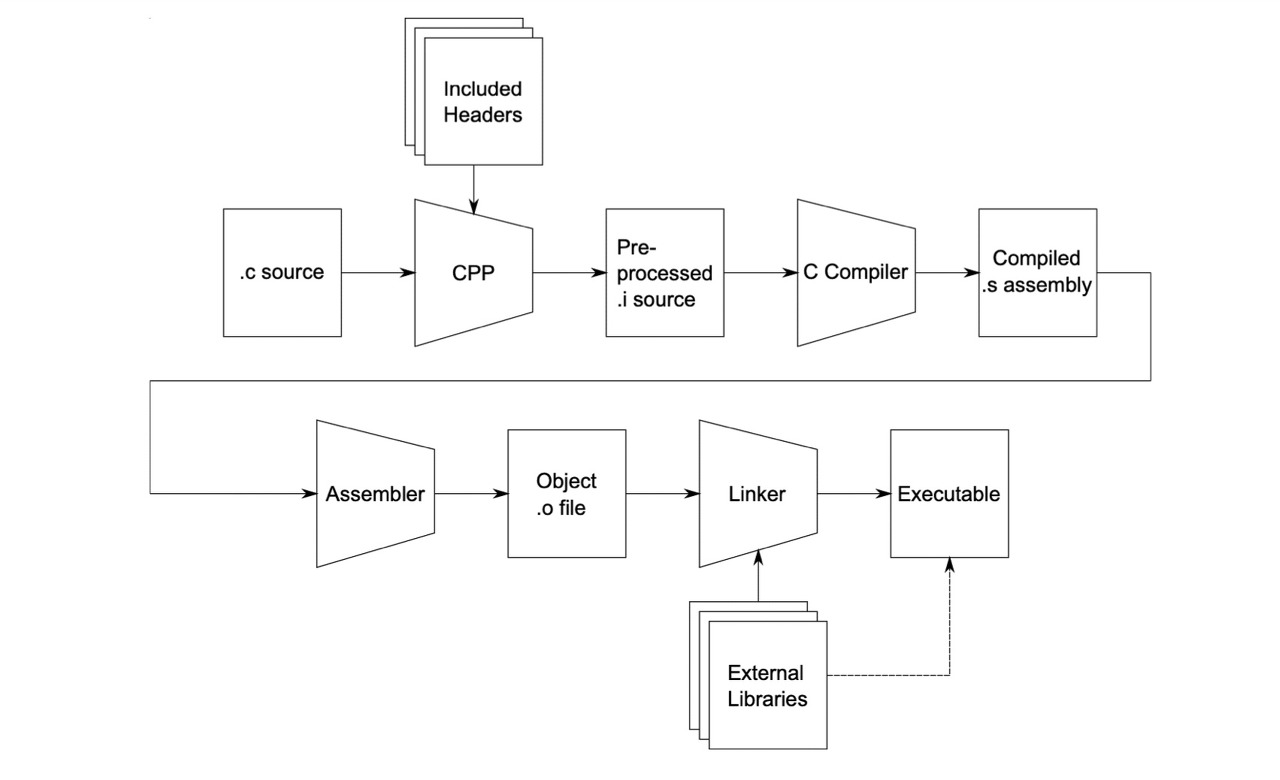 Included
Headers
.c source
CPP
Pre-
processed
.i source
C Compiler
Compiled
.s assembly
Assembler
Object
.o file
Linker
Executable
External
Libraries